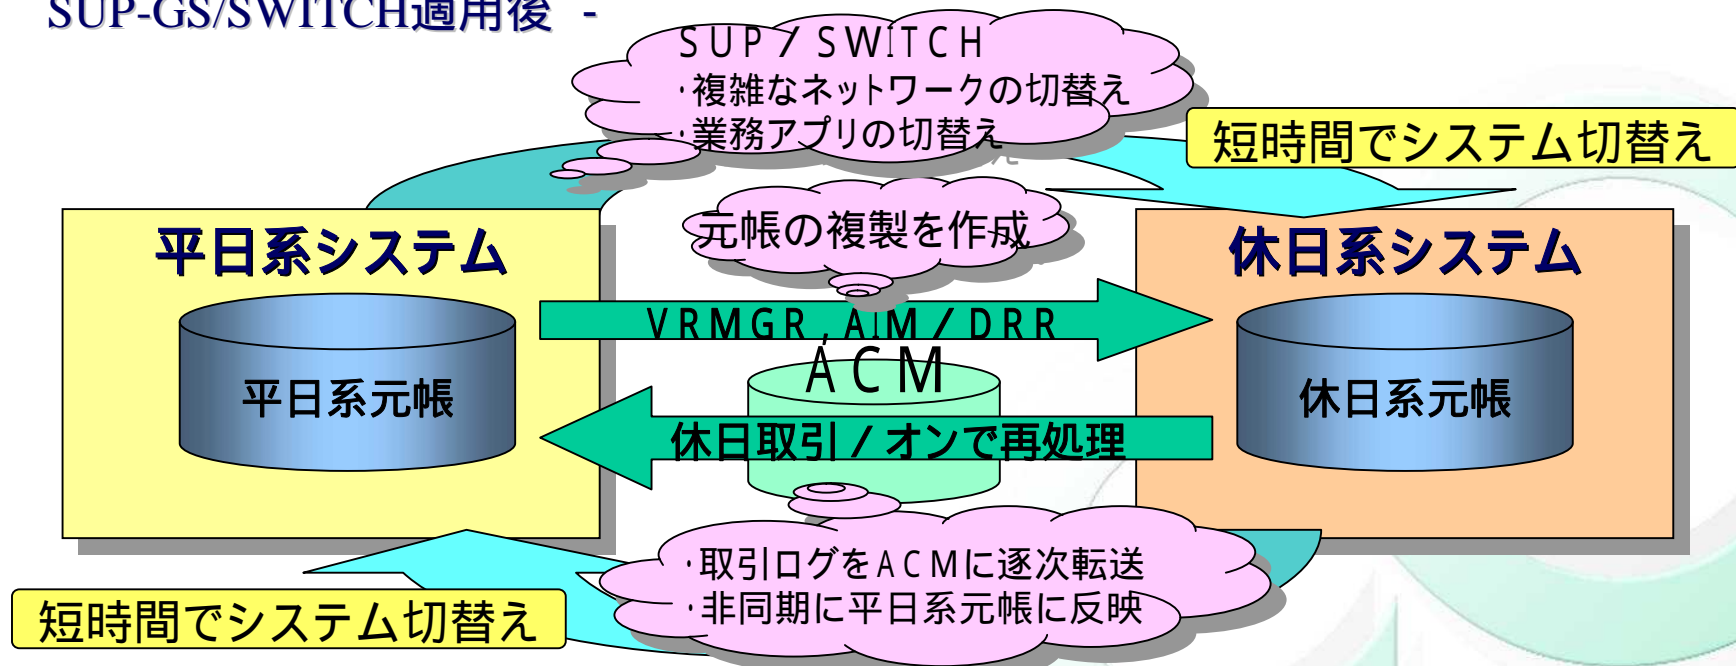 SUP-GS/SWITCH適用後 -
SUP/SWITCH
・複雑なネットワークの切替え
・業務アプリの切替え
短時間でシステム切替え
元帳の複製を作成
平日系システム
休日系システム
VRMGR,AIM/DRR
ACM
平日系元帳
休日系元帳
休日取引/オンで再処理
・取引ログをACMに逐次転送
・非同期に平日系元帳に反映
短時間でシステム切替え